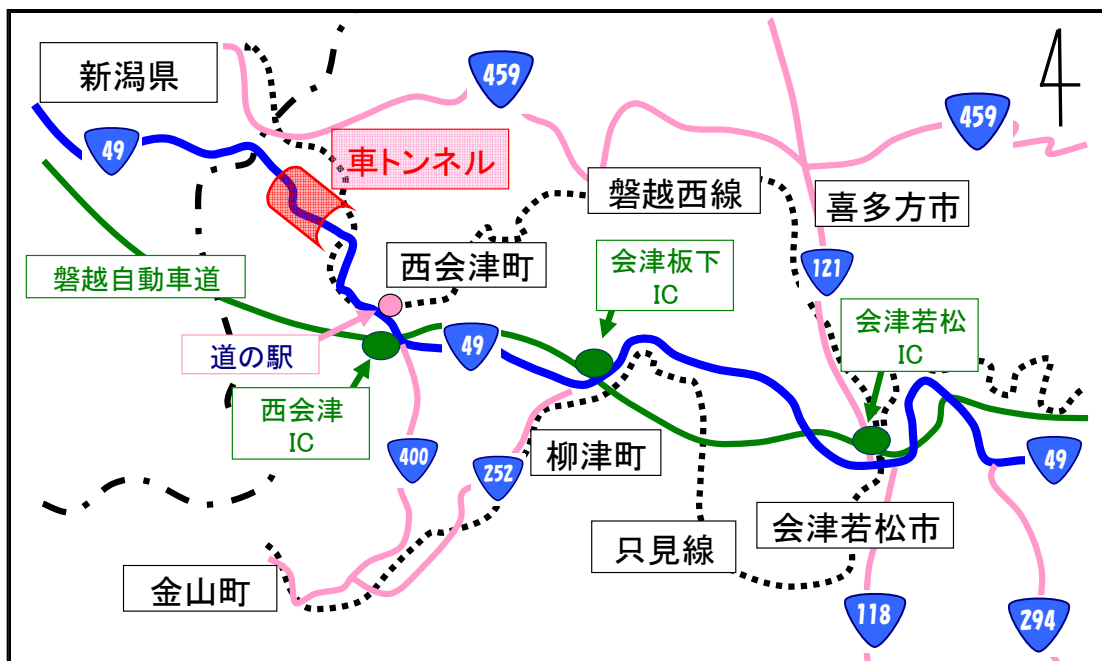 新潟県
459
49
459
車トンネル
磐越西線
喜多方市
西会津町
会津板下
IC
121
磐越自動車道
会津若松
IC
道の駅
49
西会津
IC
400
252
柳津町
49
只見線
会津若松市
金山町
118
294